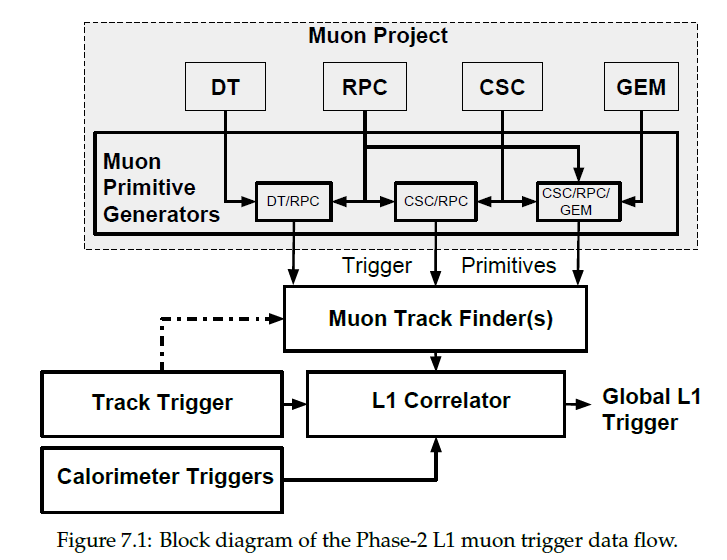 Muon Project
DT
RPC
CSC
GEM
Muon
Primitive
Generators
DT/RPC
CSC/RPC
CSC/RPC/
GEM
Trigger
Primitives
Muon Track Finder(s)
Track Trigger
L1 Correlator
Global L1
Trigger
Calorimeter Triggers
Figure 7.1: Block diagram of the Phase-2 L1 muon trigger data flow.